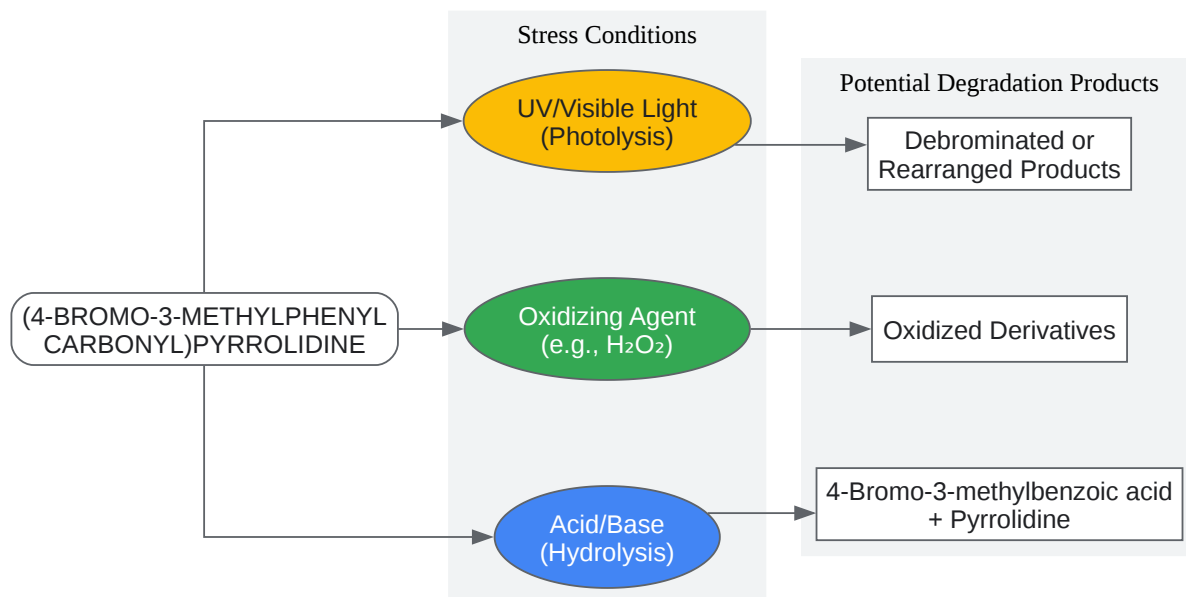 Stress Conditions
Potential Degradation Products
UV/Visible Light
(Photolysis)
Debrominated or
Rearranged Products
(4-BROMO-3-METHYLPHENYL
CARBONYL)PYRROLIDINE
Oxidizing Agent
(e.g., H₂O₂)
Oxidized Derivatives
Acid/Base
(Hydrolysis)
4-Bromo-3-methylbenzoic acid
+ Pyrrolidine